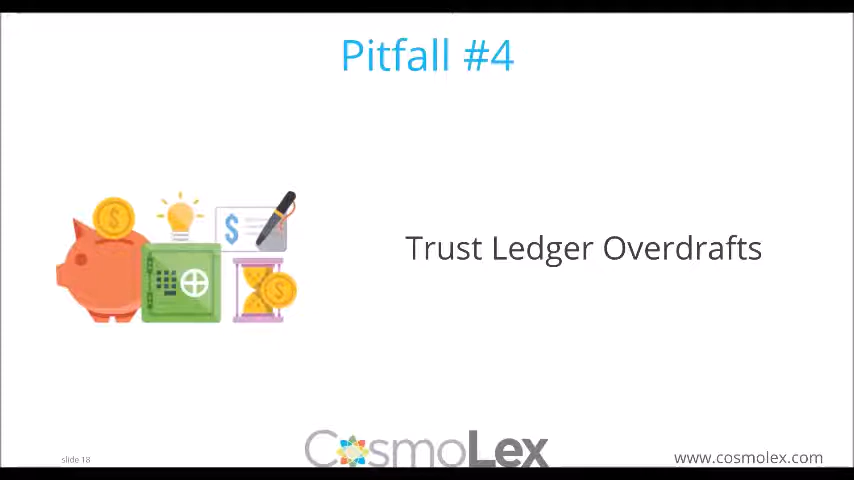 Pitfall #4
$
$
$
Trust Ledger Overdrafts
CosmoLex
slide 18
www.cosmolex.com